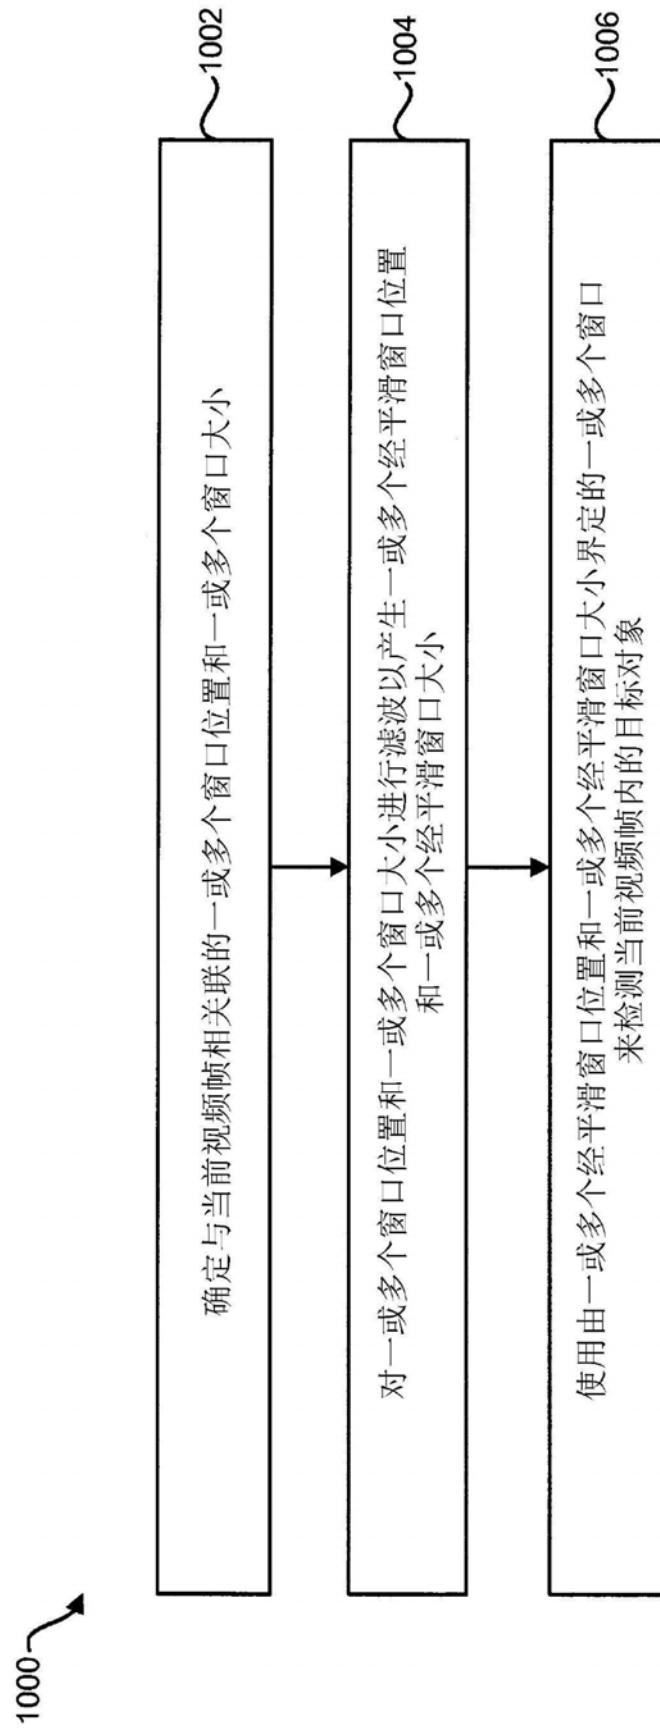 1000
1002
确定与当前视频帧相关联的一或多个窗口位置和一或多个窗口大小
1004
对一或多个窗口位置和一或多个窗口大小进行滤波以产生一或多个经平滑窗口位置
和一或多个经平滑窗口大小
1006
使用由一或多个经平滑窗口位置和一或多个经平滑窗口大小界定的一或多个窗口
来检测当前视频帧内的目标对象